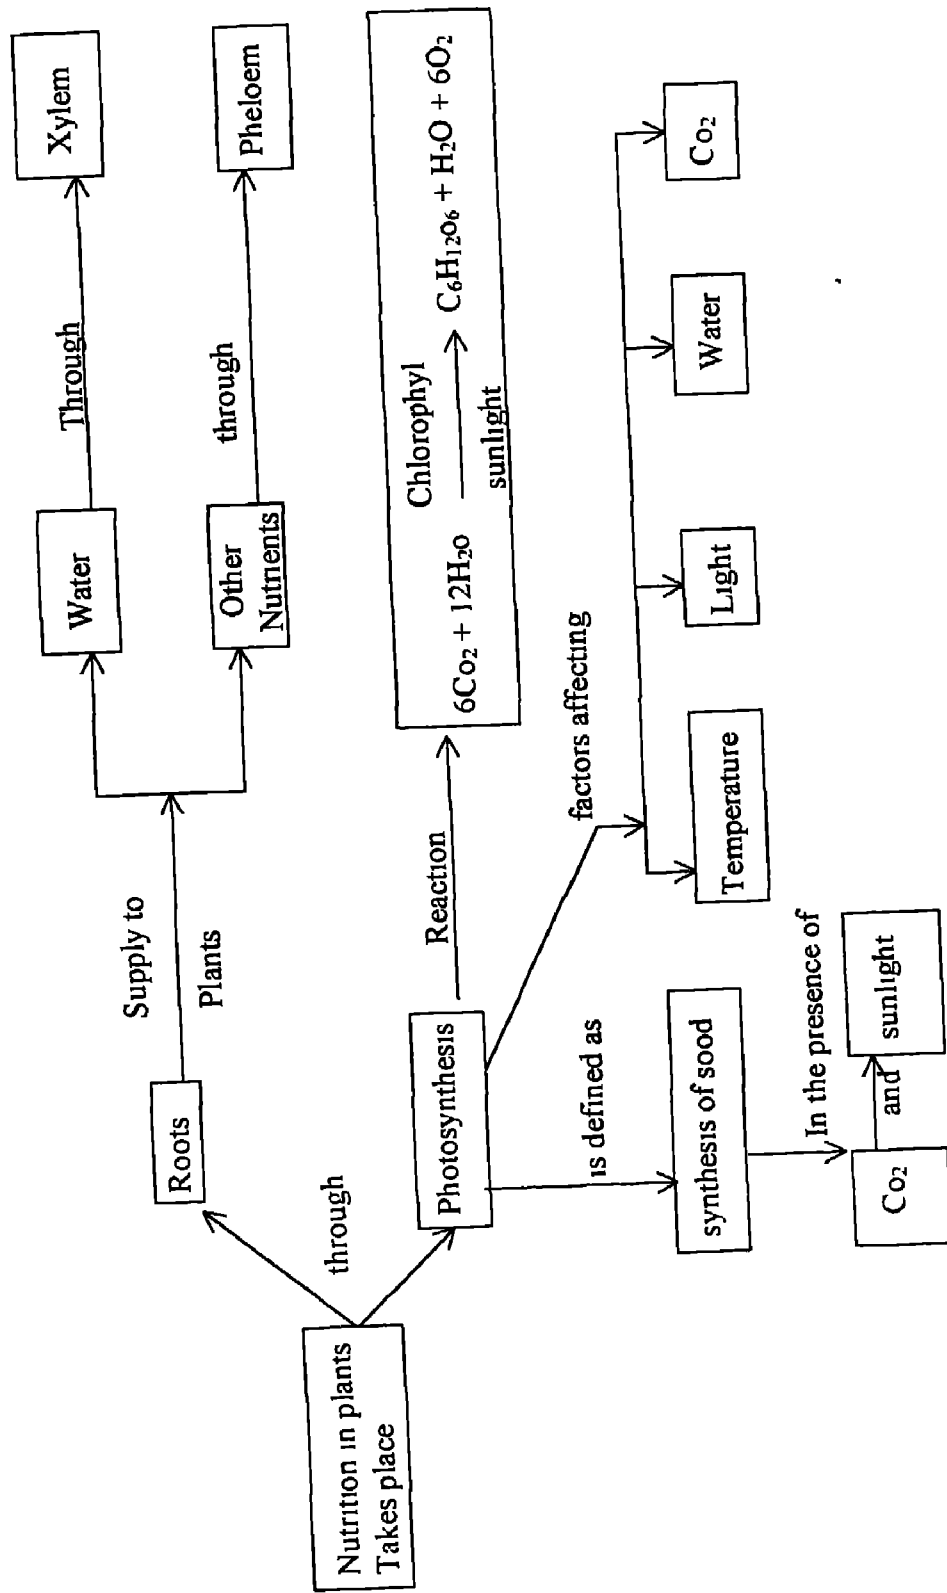 Nutrition in plants
Takes place
through
Roots
Supply to
Plants
Water
Through
Xylem
Other
Nutrients
through
Pheloem
Photosynthesis
Reaction
Chlorophyl
6Co₂ + 12H₂o → C₆H₁₂o₆ + H₂O + 6O₂
sunlight
factors affecting
Temperature
Light
Water
Co₂
is defined as
synthesis of sood
In the presence of
Co₂
and
sunlight